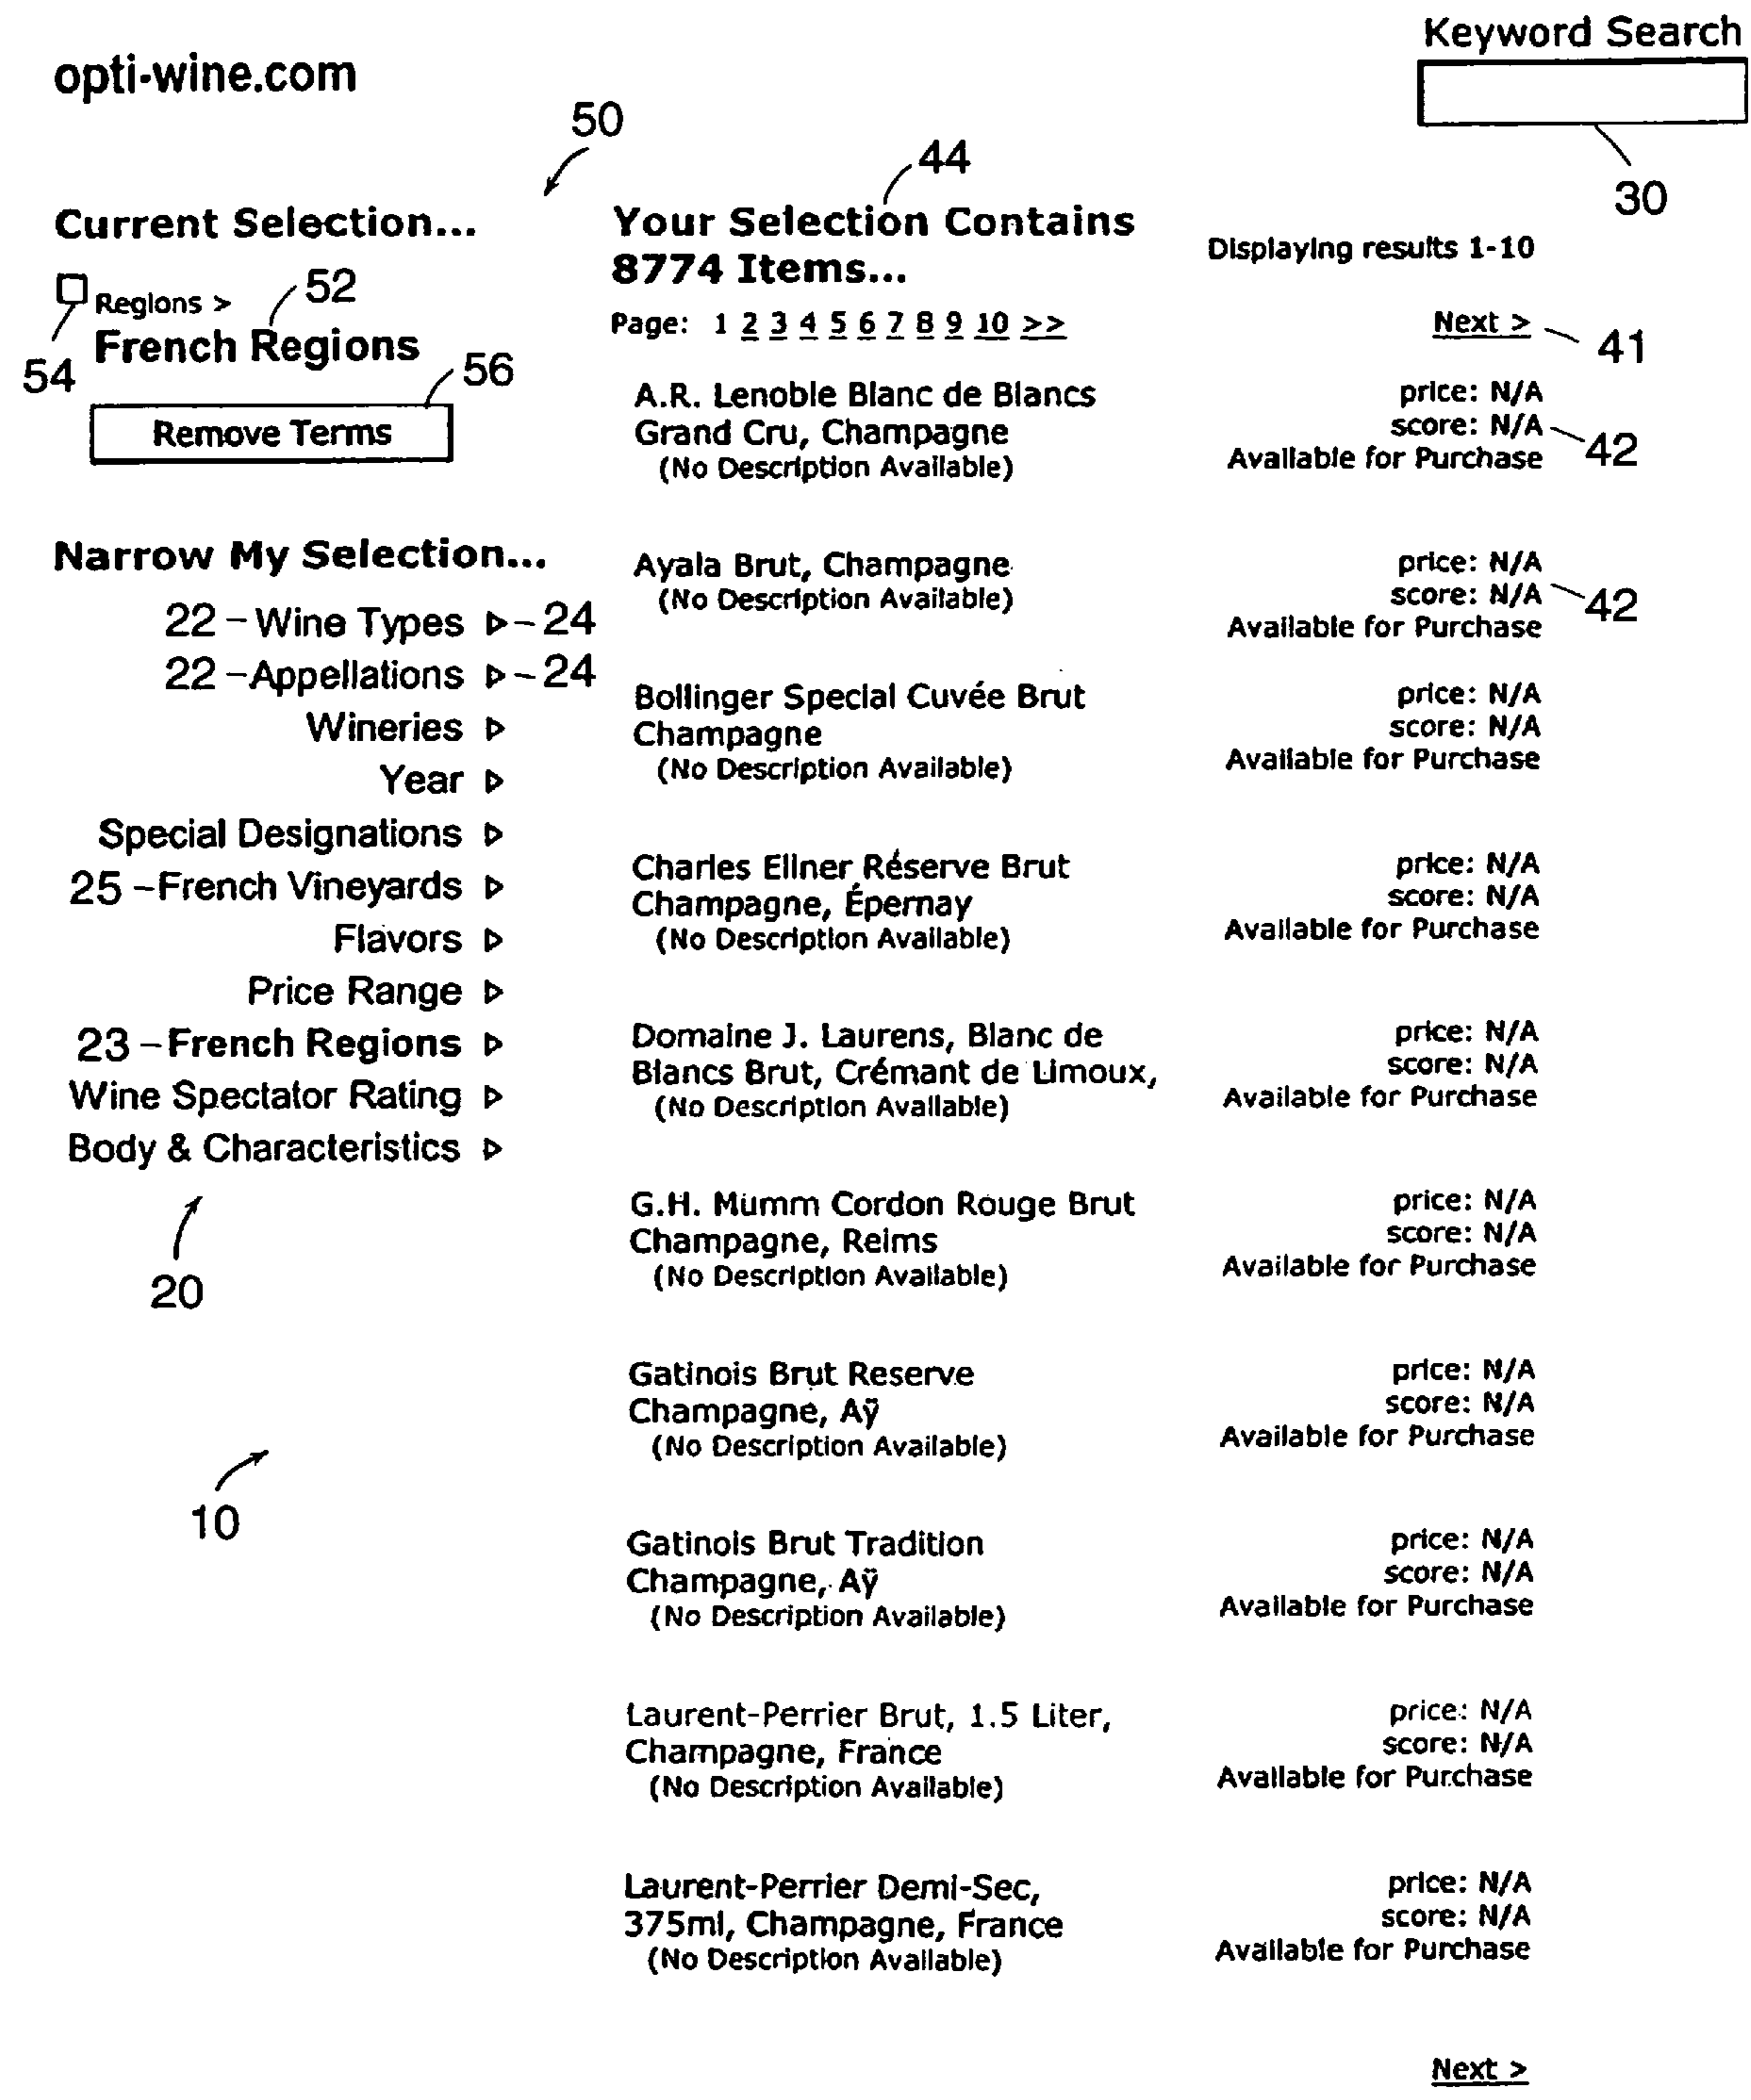 Keyword Search
opti-wine.com
50
44
30
Current Selection...
Your Selection Contains
8774 Items...
Displaying results 1-10
52
Regions >
54
French Regions
Page: 1 2 3 4 5 6 7 8 9 10 >>
Next >
41
56
Remove Terms
A.R. Lenoble Blanc de Blancs
Grand Cru, Champagne
(No Description Available)
price: N/A
score: N/A
42
Available for Purchase
Narrow My Selection...
22 – Wine Types – 24
22 – Appellations – 24
Wineries
Year
Special Designations
25 – French Vineyards
Flavors
Price Range
23 – French Regions
Wine Spectator Rating
Body & Characteristics
20
10
Ayala Brut, Champagne
(No Description Available)
price: N/A
score: N/A
42
Available for Purchase
Bollinger Special Cuvée Brut
Champagne
(No Description Available)
price: N/A
score: N/A
Available for Purchase
Charles Ellner Réserve Brut
Champagne, Épernay
(No Description Available)
price: N/A
score: N/A
Available for Purchase
Domaine J. Laurens, Blanc de
Blancs Brut, Crémant de Limoux,
(No Description Available)
price: N/A
score: N/A
Available for Purchase
G.H. Mumm Cordon Rouge Brut
Champagne, Reims
(No Description Available)
price: N/A
score: N/A
Available for Purchase
Gatinois Brut Reserve
Champagne, Aÿ
(No Description Available)
price: N/A
score: N/A
Available for Purchase
Gatinois Brut Tradition
Champagne, Aÿ
(No Description Available)
price: N/A
score: N/A
Available for Purchase
Laurent-Perrier Brut, 1.5 Liter,
Champagne, France
(No Description Available)
price: N/A
score: N/A
Available for Purchase
Laurent-Perrier Demi-Sec,
375ml, Champagne, France
(No Description Available)
price: N/A
score: N/A
Available for Purchase
Next >